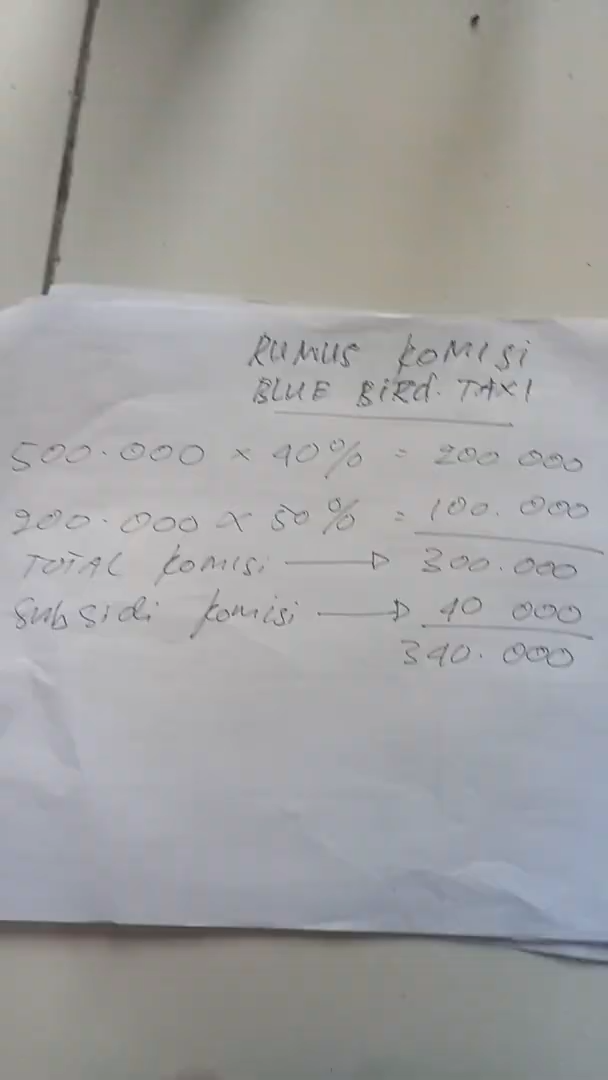 RUMUS KOMISI
BLUE BIRD. TAXI
500.000 x 40% = 200 000
200.000 x 50% = 100.000
TOTAL KOMISI → 300.000
Subsidi komisi → 40 000
340.000